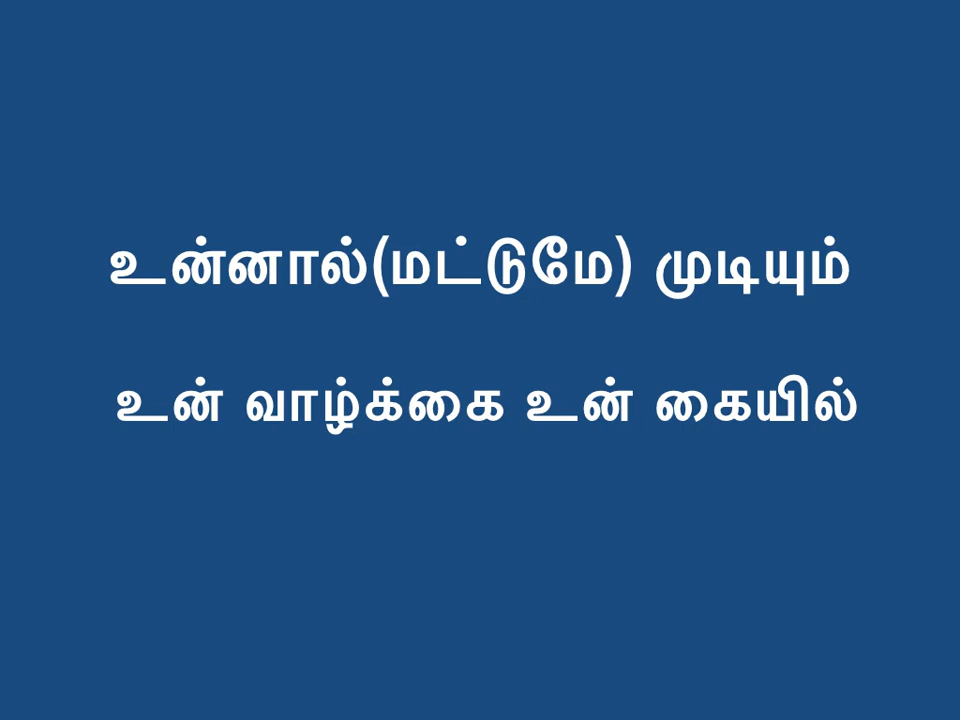 உன்னால்(மட்டுமே) முடியும்
உன் வாழ்க்கை உன் கையில்